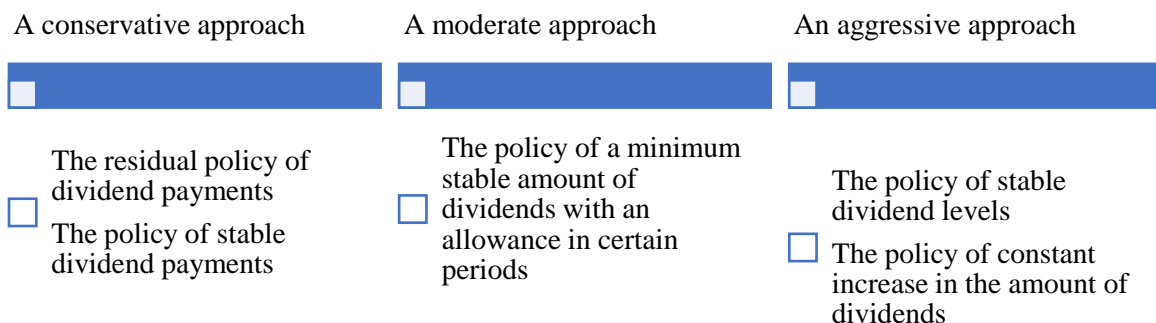 A conservative approach
The residual policy of
dividend payments
The policy of stable
dividend payments
A moderate approach
The policy of a minimum
stable amount of
dividends with an
allowance in certain
periods
An aggressive approach
The policy of stable
dividend levels
The policy of constant
increase in the amount of
dividends